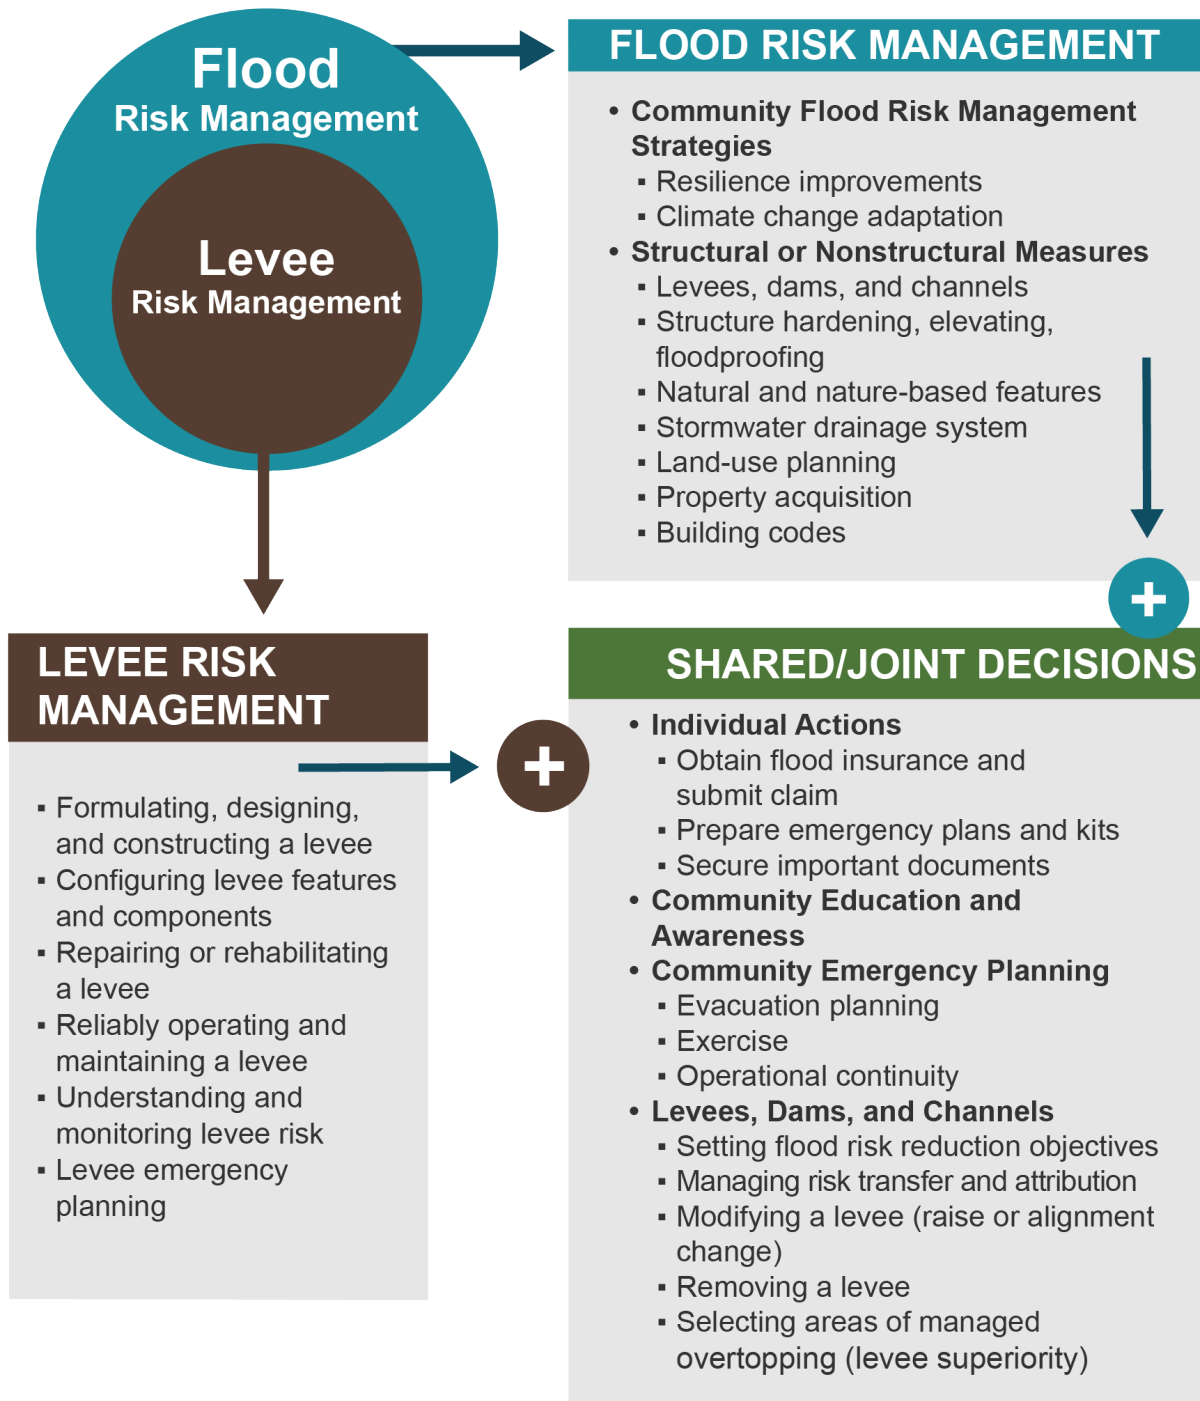 Flood
Risk Management
Levee
Risk Management
FLOOD RISK MANAGEMENT
• Community Flood Risk Management
Strategies
▪ Resilience improvements
▪ Climate change adaptation
• Structural or Nonstructural Measures
▪ Levees, dams, and channels
▪ Structure hardening, elevating,
floodproofing
▪ Natural and nature-based features
▪ Stormwater drainage system
▪ Land-use planning
▪ Property acquisition
▪ Building codes
+
LEVEE RISK
MANAGEMENT
▪ Formulating, designing,
and constructing a levee
▪ Configuring levee features
and components
▪ Repairing or rehabilitating
a levee
▪ Reliably operating and
maintaining a levee
▪ Understanding and
monitoring levee risk
▪ Levee emergency
planning
+
SHARED/JOINT DECISIONS
• Individual Actions
▪ Obtain flood insurance and
submit claim
▪ Prepare emergency plans and kits
▪ Secure important documents
• Community Education and
Awareness
• Community Emergency Planning
▪ Evacuation planning
▪ Exercise
▪ Operational continuity
• Levees, Dams, and Channels
▪ Setting flood risk reduction objectives
▪ Managing risk transfer and attribution
▪ Modifying a levee (raise or alignment
change)
▪ Removing a levee
▪ Selecting areas of managed
overtopping (levee superiority)